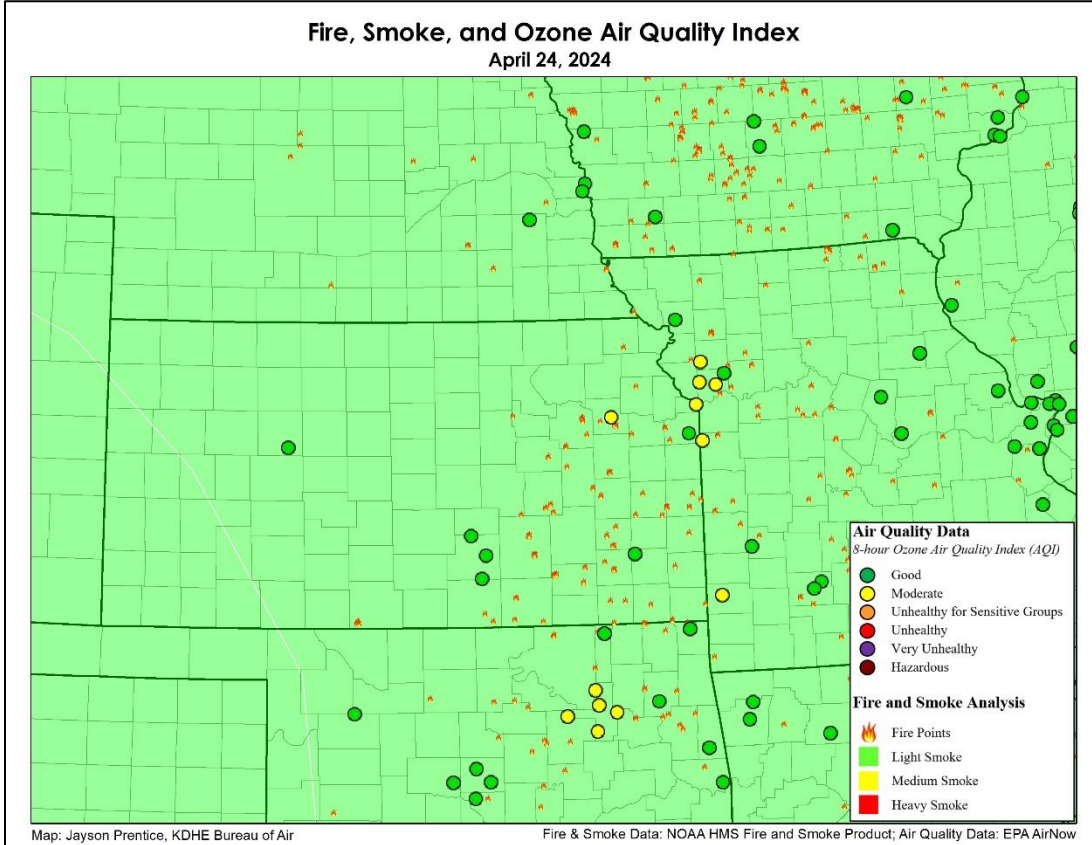 Fire, Smoke, and Ozone Air Quality Index
April 24, 2024
Air Quality Data
8-hour Ozone Air Quality Index (AQI)
Good
Moderate
Unhealthy for Sensitive Groups
Unhealthy
Very Unhealthy
Hazardous
Fire and Smoke Analysis
Fire Points
Light Smoke
Medium Smoke
Heavy Smoke
Map: Jayson Prentice, KDHE Bureau of Air
Fire & Smoke Data: NOAA HMS Fire and Smoke Product; Air Quality Data: EPA AirNow